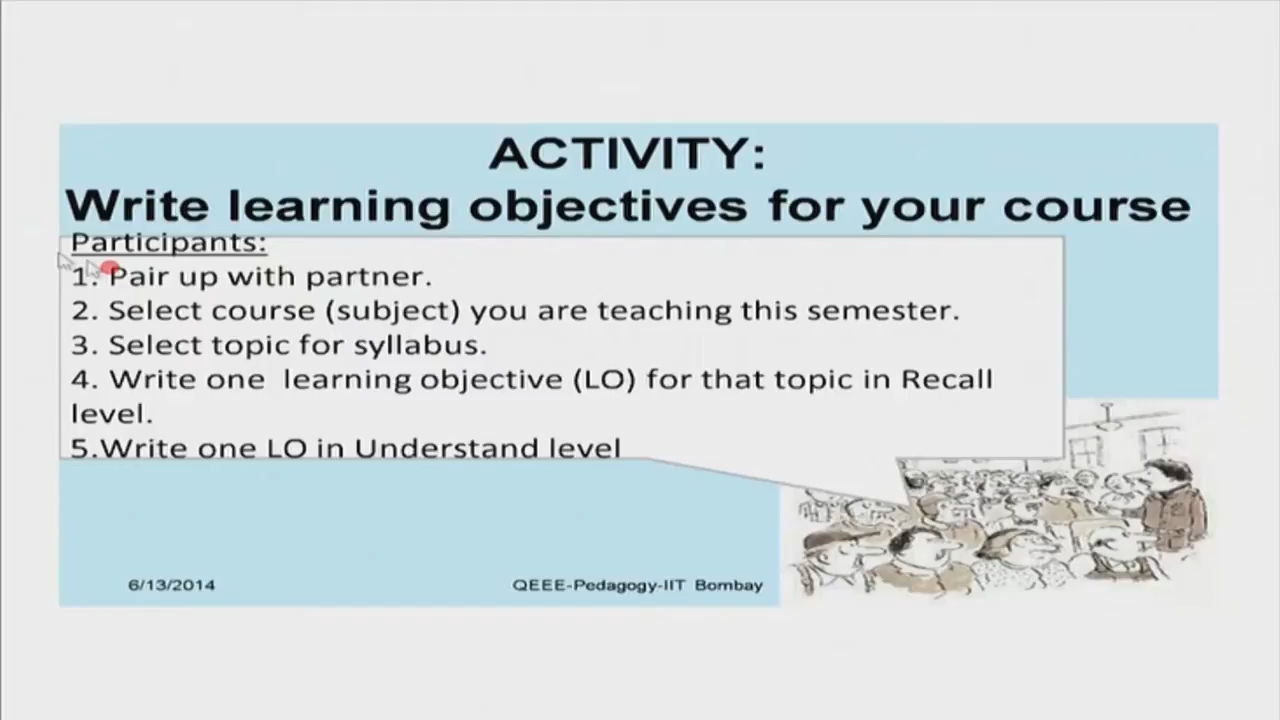 ACTIVITY:
Write learning objectives for your course
Participants:
1. Pair up with partner.
2. Select course (subject) you are teaching this semester.
3. Select topic for syllabus.
4. Write one learning objective (LO) for that topic in Recall
level.
5.Write one LO in Understand level
6/13/2014
QEEE-Pedagogy-IIT Bombay